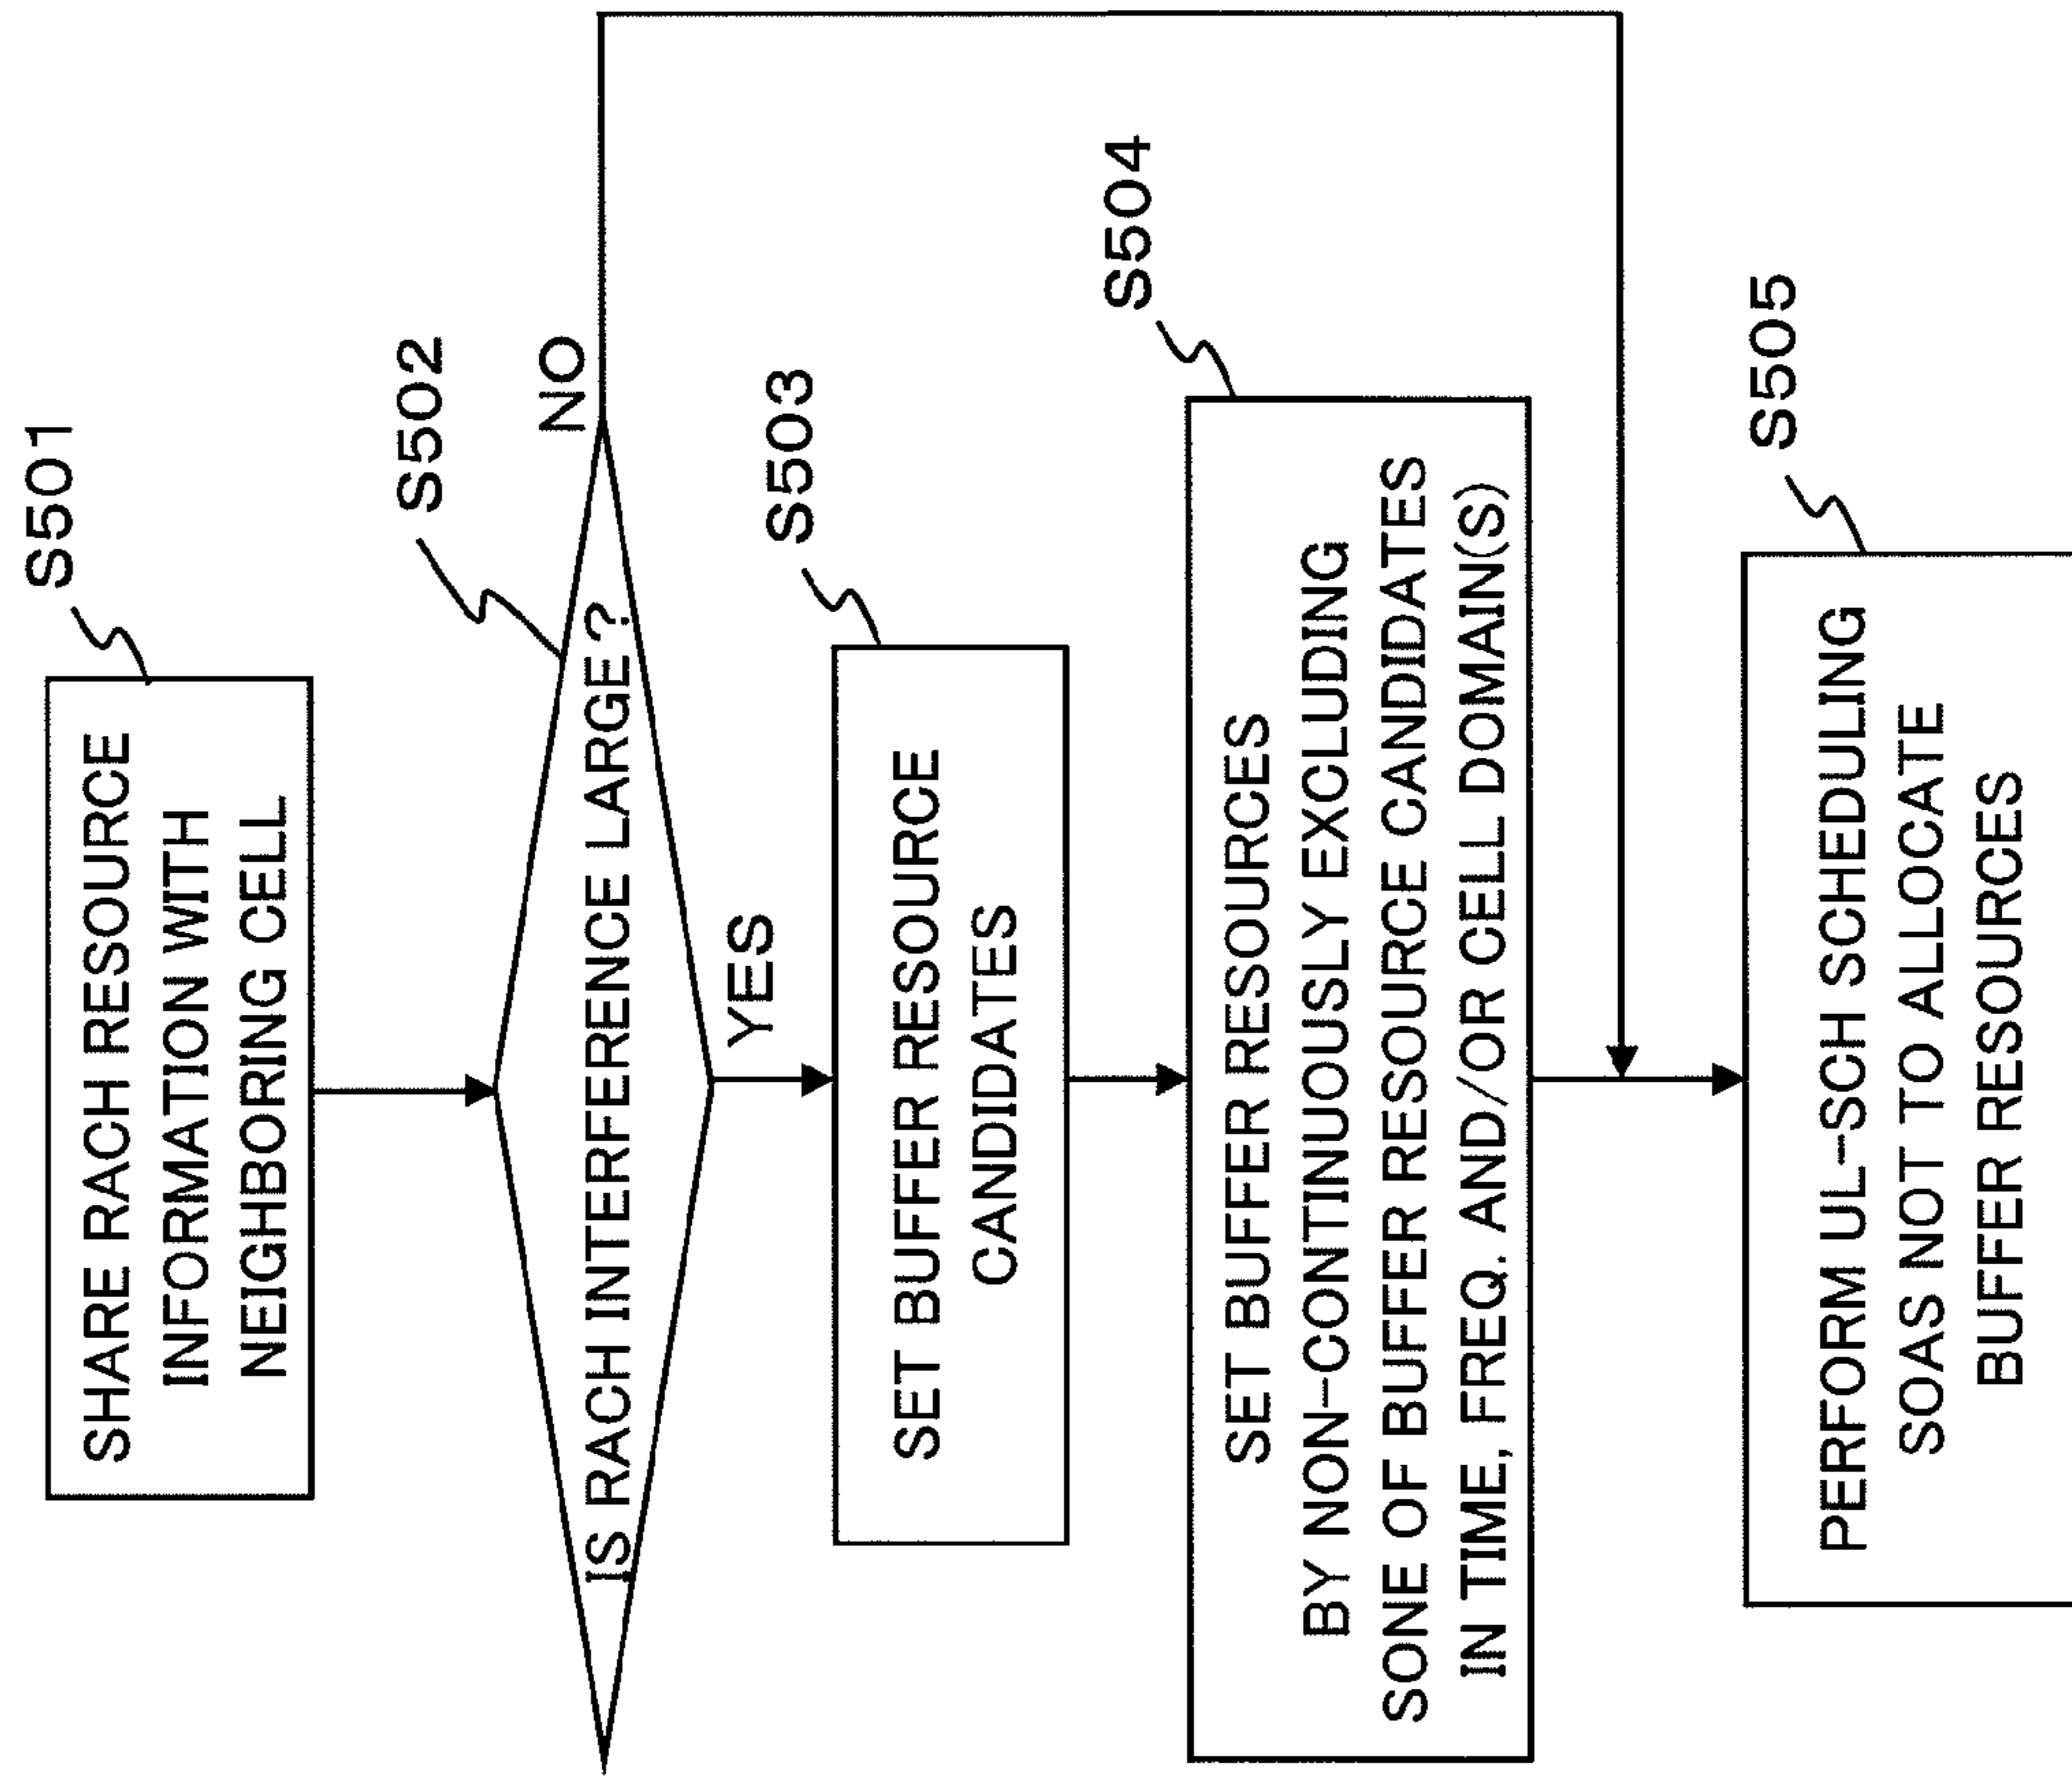 S501
SHARE RACH RESOURCE
INFORMATION WITH
NEIGHBORING CELL
S502
IS RACH INTERFERENCE LARGE?
NO
YES
S503
SET BUFFER RESOURCE
CANDIDATES
S504
SET BUFFER RESOURCES
BY NON-CONTINUOUSLY EXCLUDING
SONE OF BUFFER RESOURCE CANDIDATES
IN TIME, FREQ. AND/OR CELL DOMAIN(S)
S505
PERFORM UL-SCH SCHEDULING
SOAS NOT TO ALLOCATE
BUFFER RESOURCES